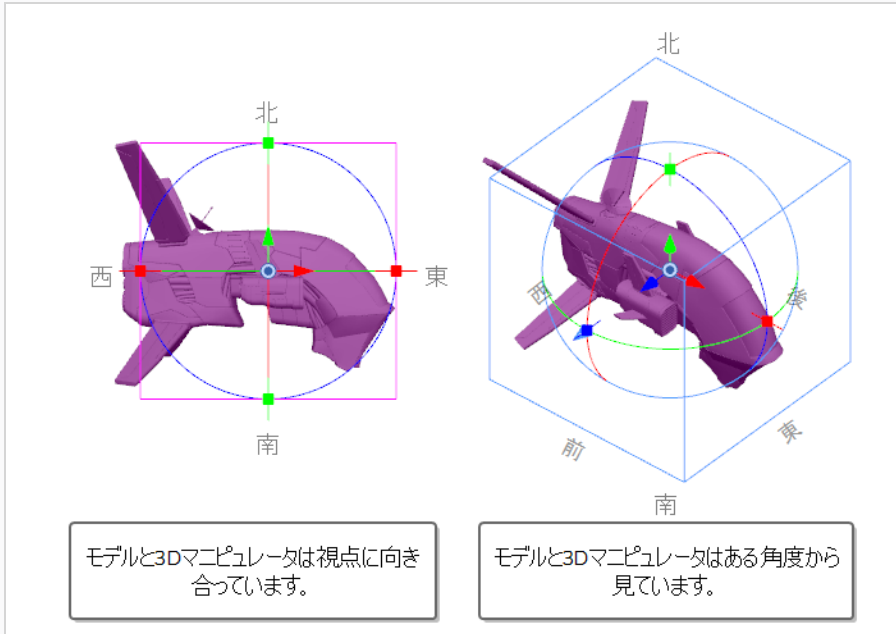 北
西
東
南
北
西
後
前
東
南
モデルと3Dマニピュレータは視点に向き
合っています。
モデルと3Dマニピュレータはある角度から
見ています。